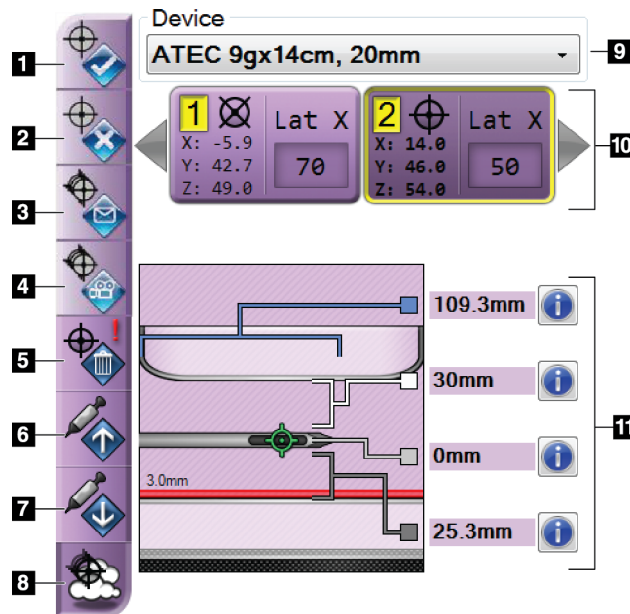 Device
ATEC 9gx14cm, 20mm
9
1
2
3
4
5
6
7
8
1
X: -5.9
Y: 42.7
Z: 49.0
Lat X
70
2
X: 14.0
Y: 46.0
Z: 54.0
Lat X
50
10
!
109.3mm
i
30mm
i
0mm
i
3.0mm
25.3mm
i
11